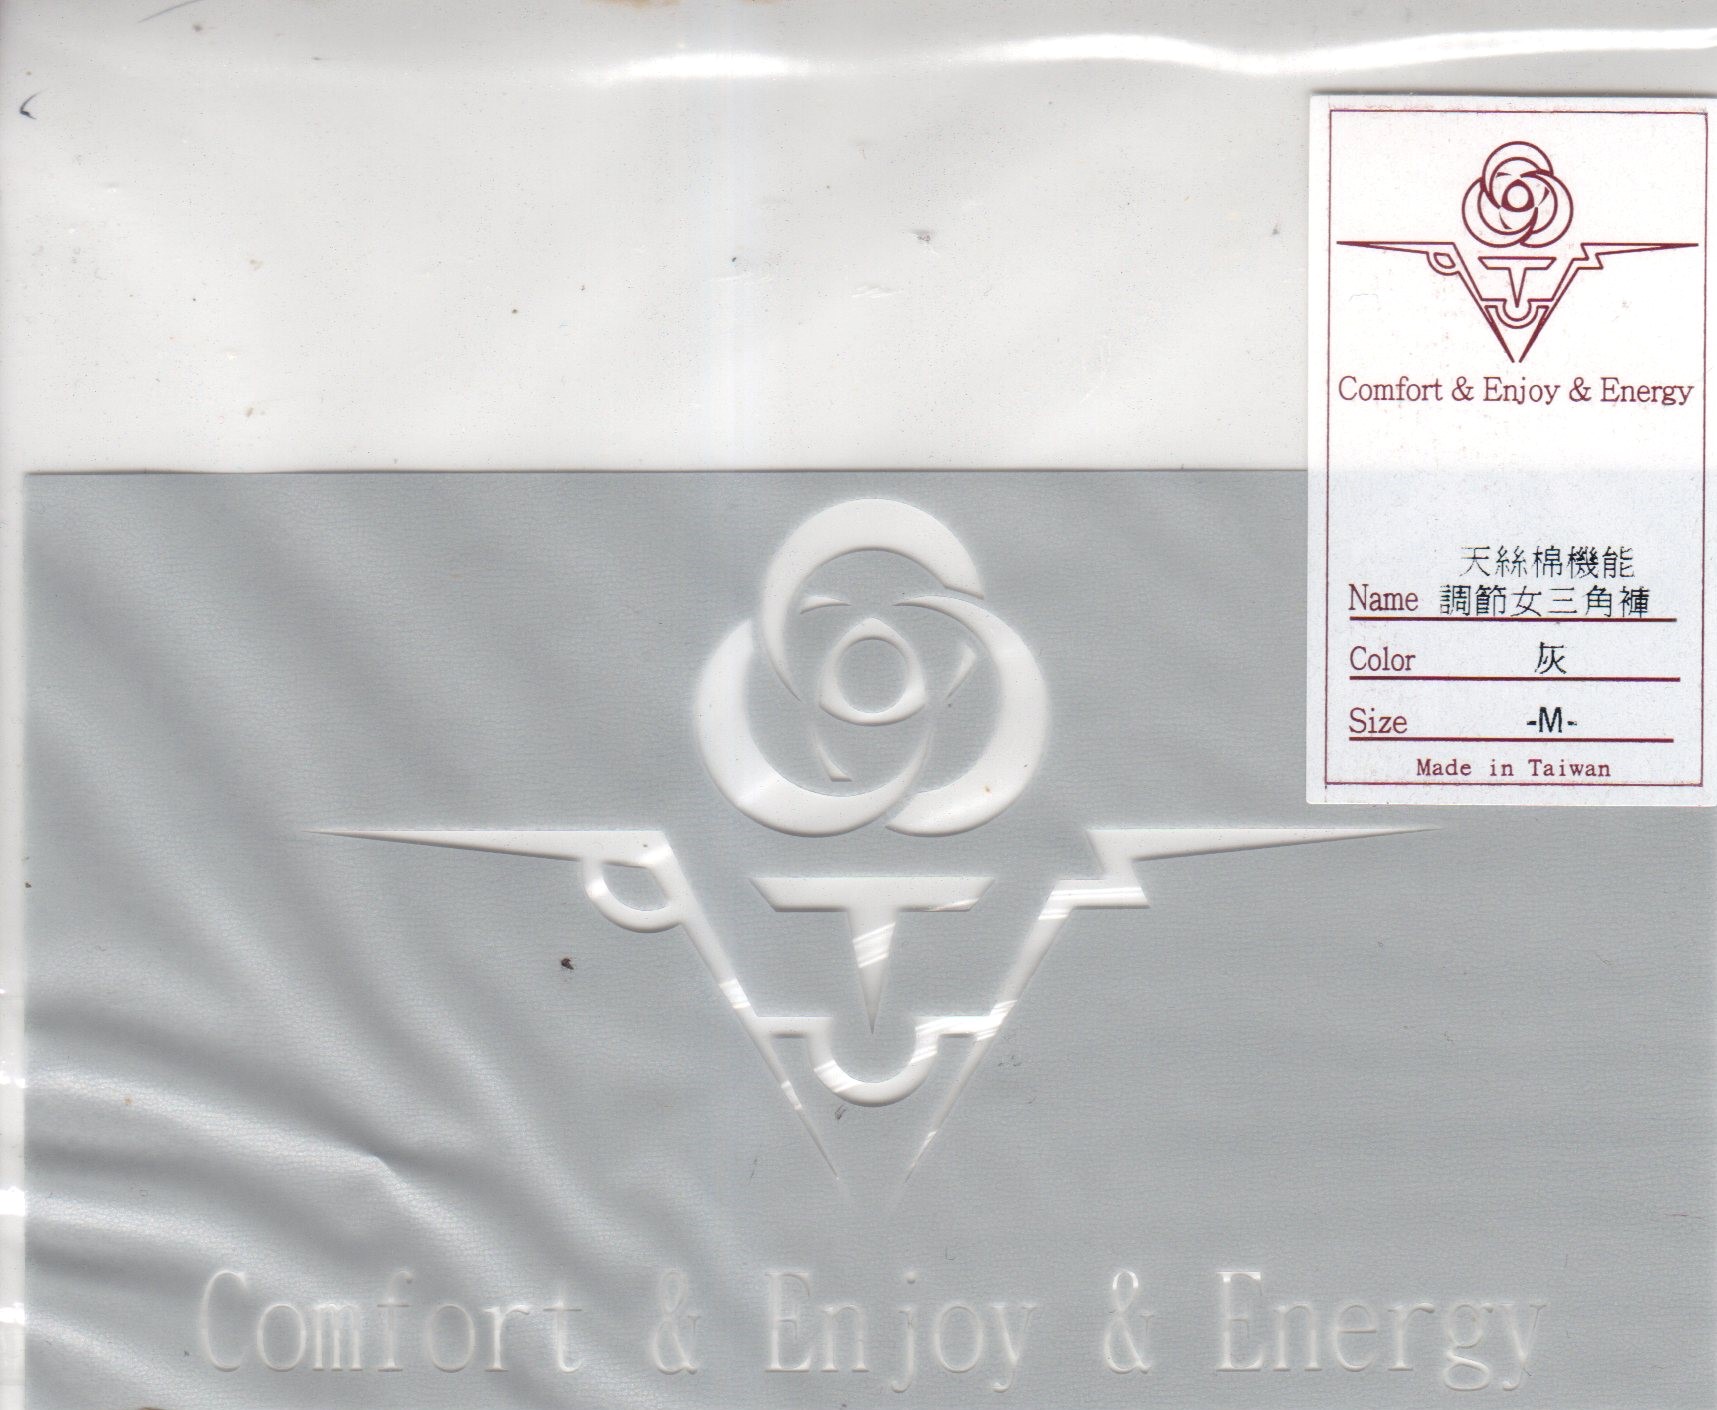 Comfort & Enjoy & Energy
天絲棉機能
Name 調節女三角褲
Color 灰
Size -M-
Made in Taiwan
Comfort & Enjoy & Energy